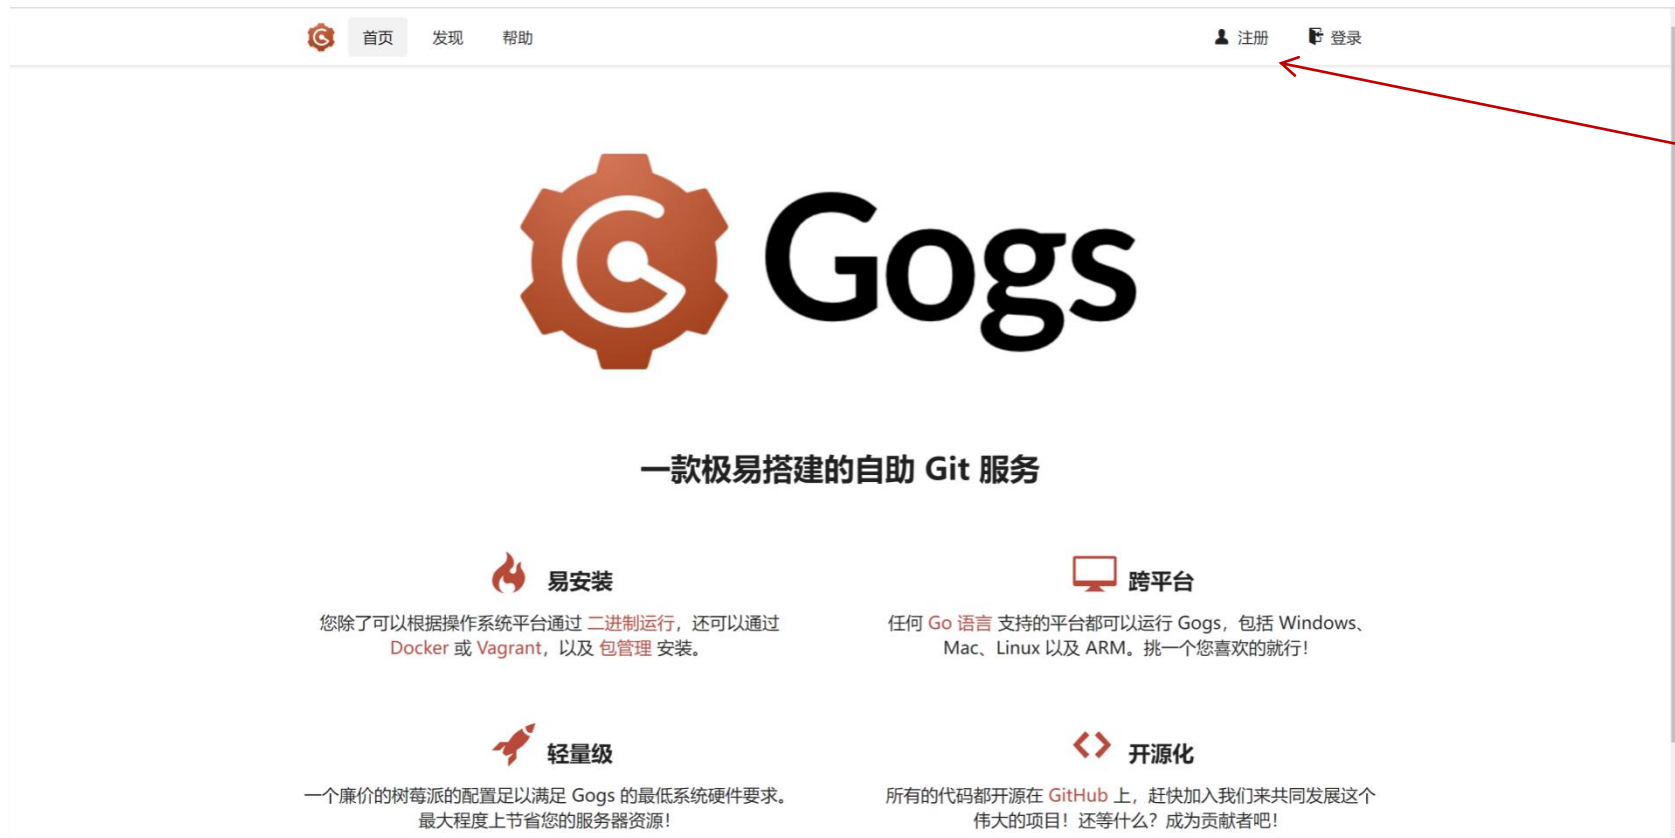 首页 发现 帮助 注册 登录
Gogs
一款极易搭建的自助 Git 服务
易安装
您除了可以根据操作系统平台通过 二进制运行，还可以通过
Docker 或 Vagrant，以及 包管理 安装。
跨平台
任何 Go 语言 支持的平台都可以运行 Gogs，包括 Windows、
Mac、Linux 以及 ARM。挑一个您喜欢的就行！
轻量级
一个廉价的树莓派的配置足以满足 Gogs 的最低系统硬件要求。
最大程度上节省您的服务器资源！
开源化
所有的代码都开源在 GitHub 上，赶快加入我们来共同发展这个
伟大的项目！还等什么？成为贡献者吧！